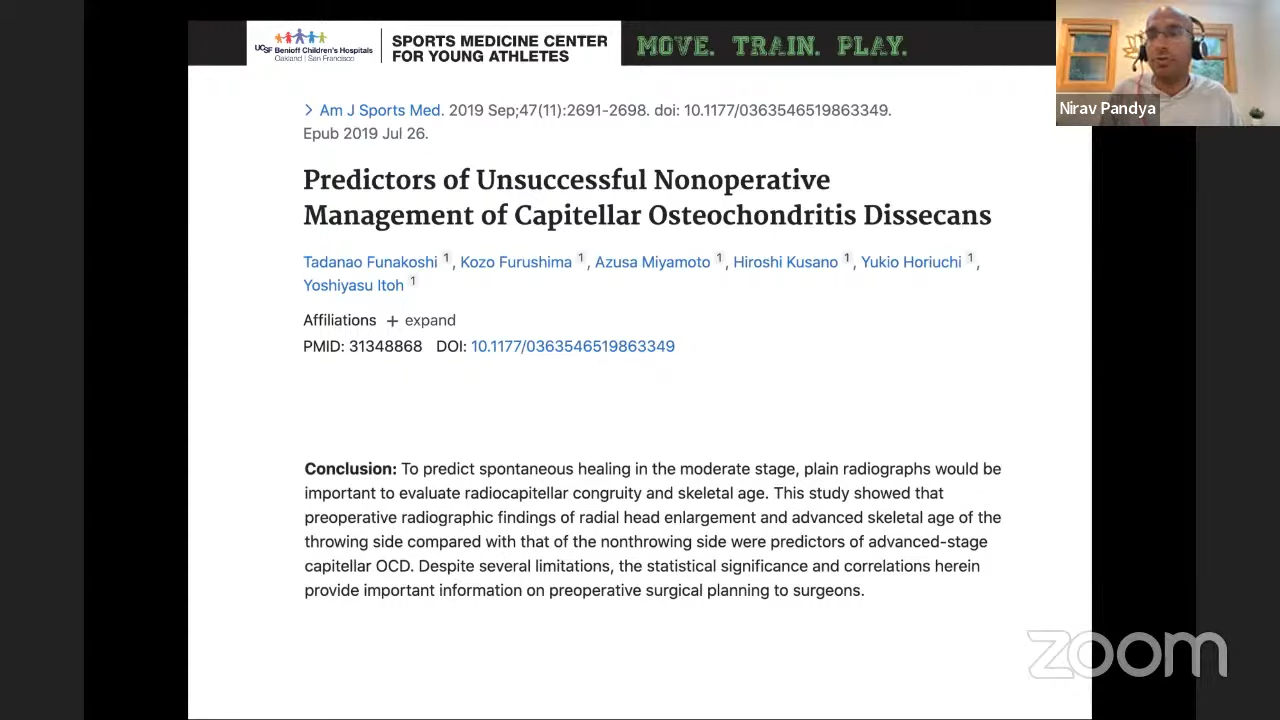 UCSF Benioff Children's Hospitals
Oakland | San Francisco
SPORTS MEDICINE CENTER
FOR YOUNG ATHLETES
MOVE. TRAIN. PLAY.
Nirav Pandya
> Am J Sports Med. 2019 Sep;47(11):2691-2698. doi: 10.1177/0363546519863349.
Epub 2019 Jul 26.
Predictors of Unsuccessful Nonoperative
Management of Capitellar Osteochondritis Dissecans
Tadanao Funakoshi 1, Kozo Furushima 1, Azusa Miyamoto 1, Hiroshi Kusano 1, Yukio Horiuchi 1,
Yoshiyasu Itoh 1
Affiliations + expand
PMID: 31348868 DOI: 10.1177/0363546519863349
Conclusion: To predict spontaneous healing in the moderate stage, plain radiographs would be
important to evaluate radiocapitellar congruity and skeletal age. This study showed that
preoperative radiographic findings of radial head enlargement and advanced skeletal age of the
throwing side compared with that of the nonthrowing side were predictors of advanced-stage
capitellar OCD. Despite several limitations, the statistical significance and correlations herein
provide important information on preoperative surgical planning to surgeons.
zoom